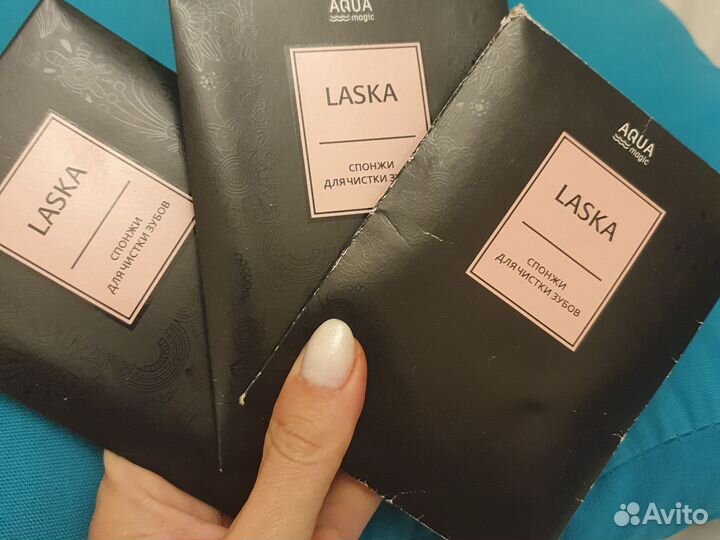 LASKA
СПОНЖИ
ДЛЯ ЧИСТКИ ЗУБОВ
AQUA
magic
LASKA
СПОНЖИ
ДЛЯ ЧИСТКИ
AQUA
magic
LASKA
СПОНЖИ
ДЛЯ ЧИСТКИ ЗУБОВ
Avito